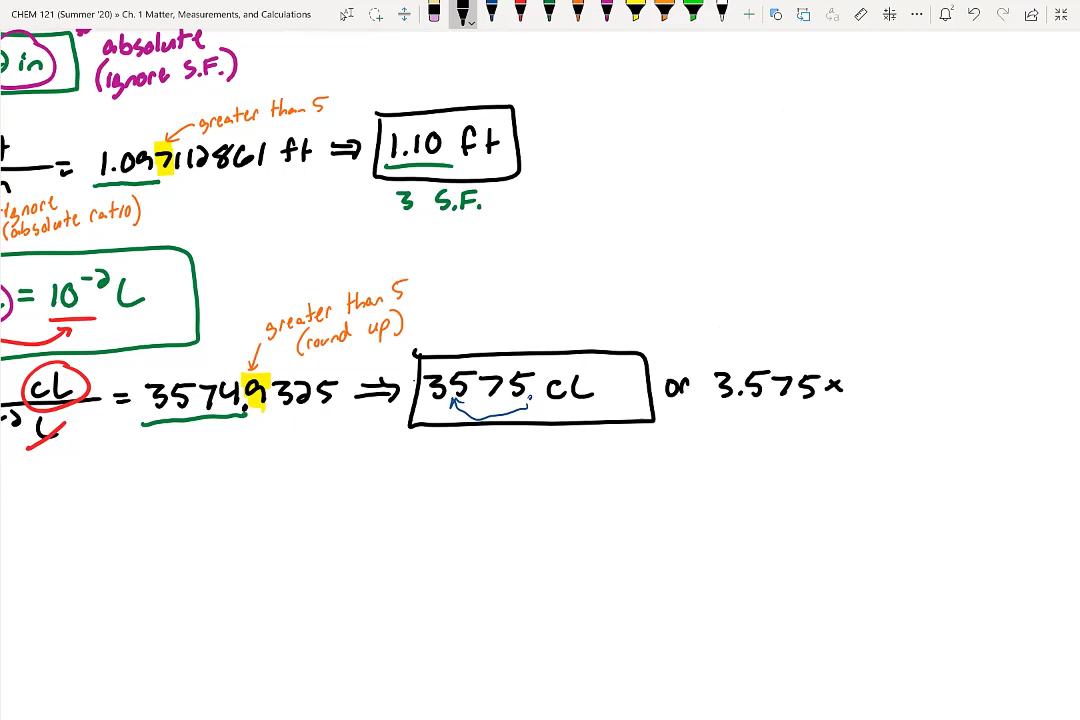 CHEM 121 (Summer '20) » Ch. 1 Matter, Measurements, and Calculations
absolute
in
(ignore S.F.)
greater than 5
= 1.097112861 ft ⇒ 1.10 ft
3 S.F.
ignore
(absolute ratio)
= 10⁻² L
greater than 5
(round up)
cL
= 3574.9325 ⇒ 3575. cL or 3.575 ×
L